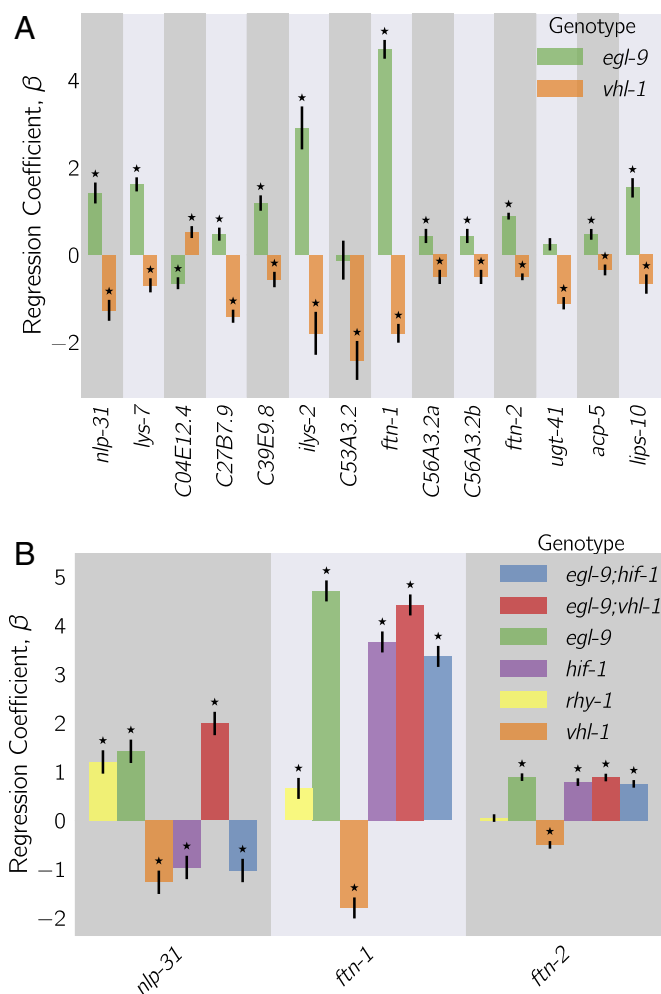 A
Genotype
egl-9
vhl-1
Regression Coefficient, β
4
2
0
−2
nlp-31
lys-7
C04E12.4
C27B7.9
C39E9.8
ilys-2
C53A3.2
ftn-1
C56A3.2a
C56A3.2b
ftn-2
ugt-41
acp-5
lips-10
B
Genotype
egl-9;hif-1
egl-9;vhl-1
egl-9
hif-1
rhy-1
vhl-1
Regression Coefficient, β
5
4
3
2
1
0
−1
−2
nlp-31
ftn-1
ftn-2